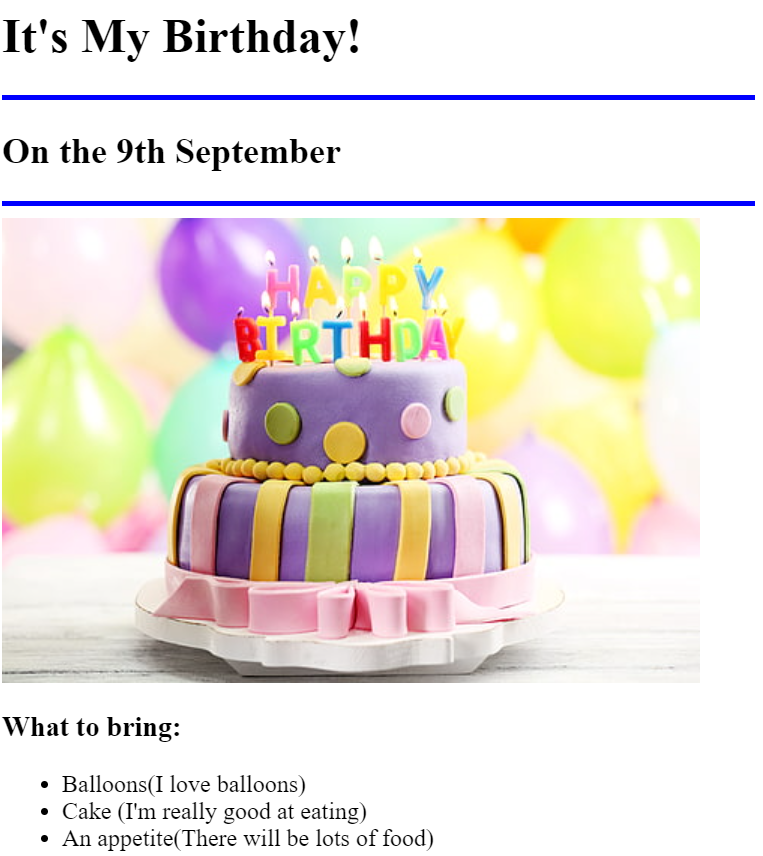 It's My Birthday!
On the 9th September
HAPPY
BIRTHDAY
What to bring:
Balloons(I love balloons)
Cake (I'm really good at eating)
An appetite(There will be lots of food)